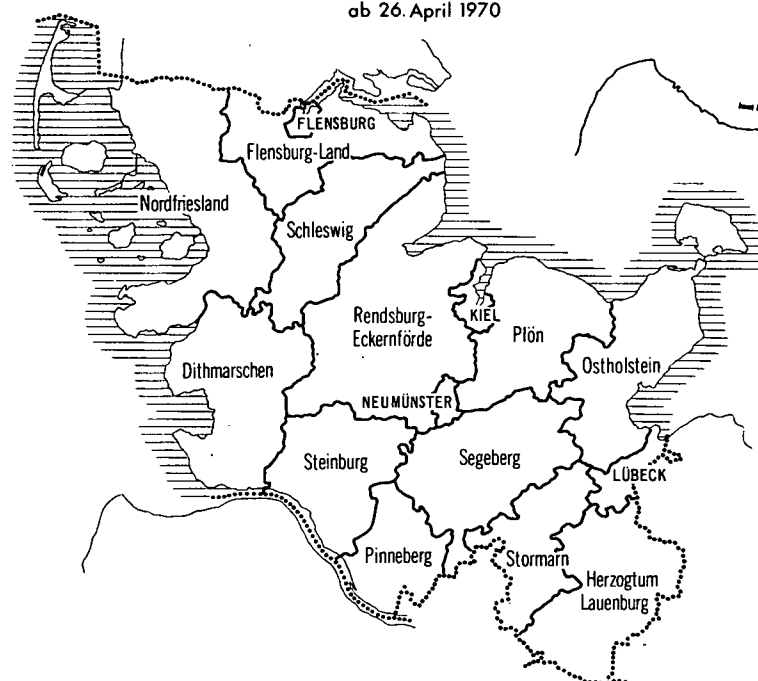 ab 26. April 1970
FLENSBURG
Flensburg-Land
Nordfriesland
Schleswig
Rendsburg-
Eckernförde
KIEL
Plön
Ostholstein
Dithmarschen
NEUMÜNSTER
Steinburg
Segeberg
LÜBECK
Pinneberg
Stormarn
Herzogtum
Lauenburg